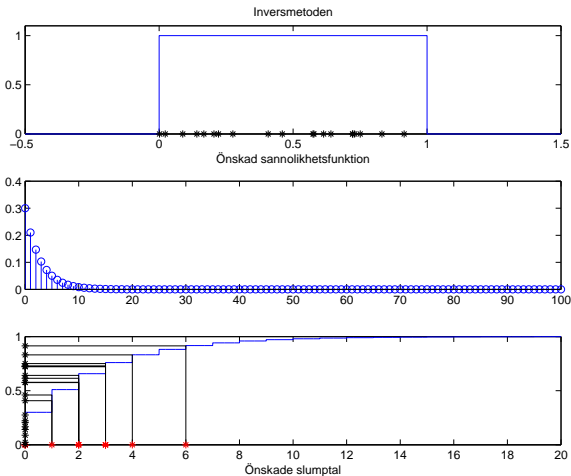 Inversmetoden
1
0.5
0
−0.5 0 0.5 1 1.5
Önskad sannolikhetsfunktion
0.4
0.3
0.2
0.1
0
0 10 20 30 40 50 60 70 80 90 100
1
0.5
0
0 2 4 6 8 10 12 14 16 18 20
Önskade slumptal